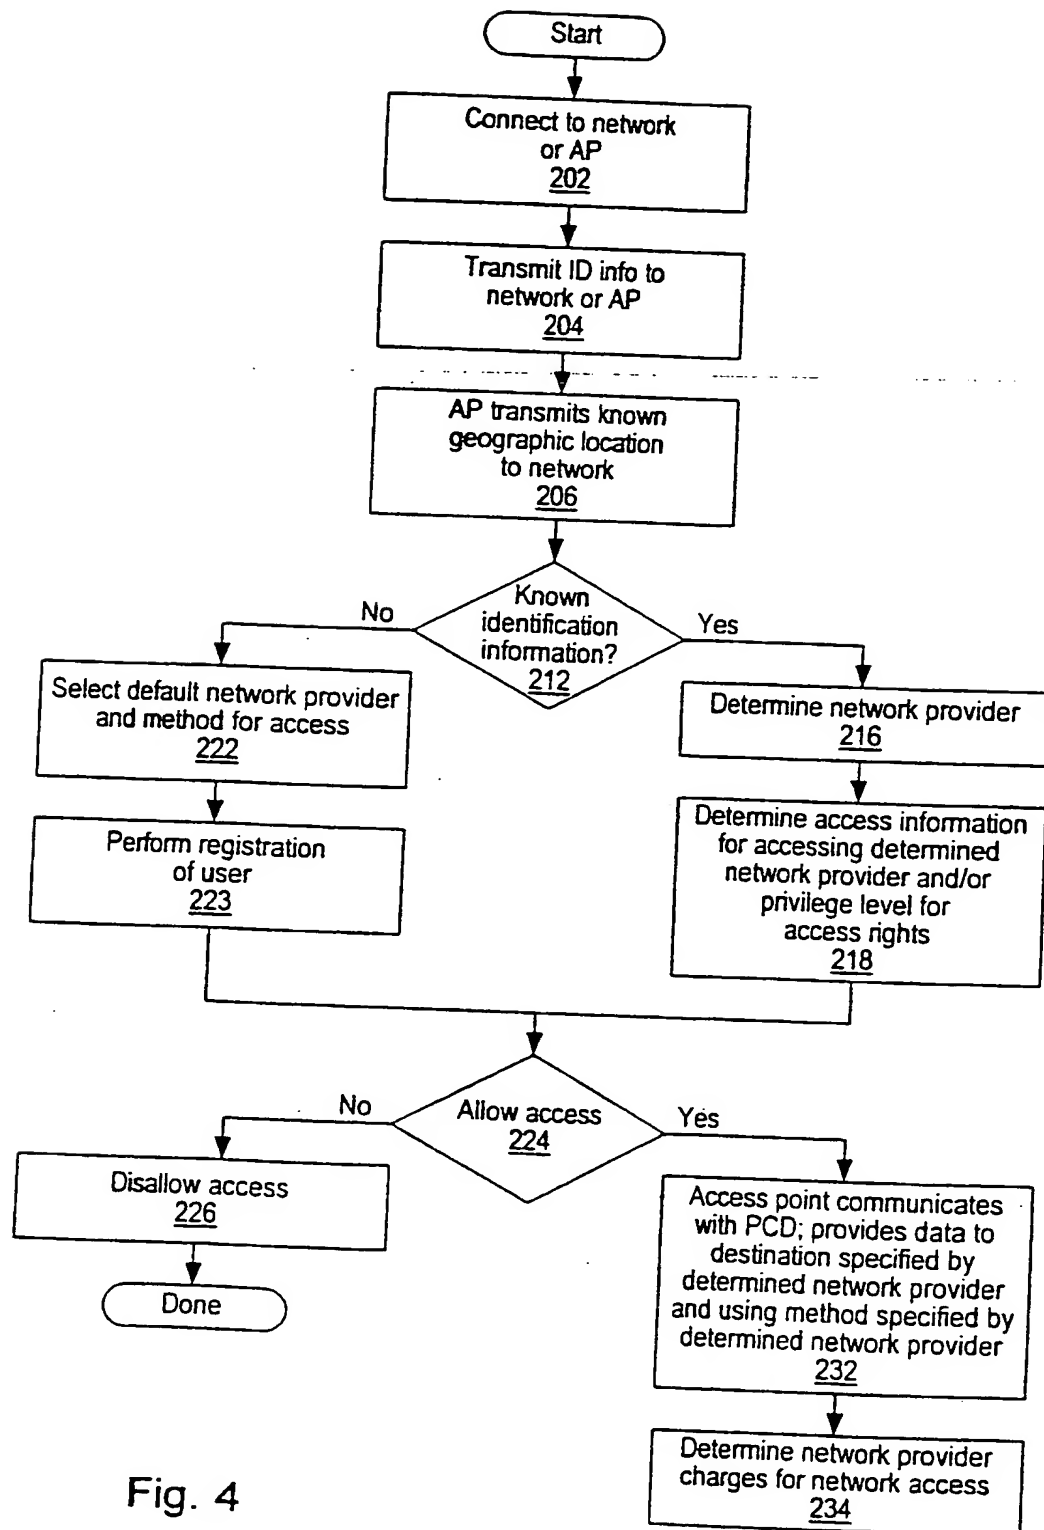 Start
Connect to network
or AP
202
Transmit ID info to
network or AP
204
AP transmits known
geographic location
to network
206
Known
identification
information?
212
No
Yes
Select default network provider
and method for access
222
Determine network provider
216
Perform registration
of user
223
Determine access information
for accessing determined
network provider and/or
privilege level for
access rights
218
Allow access
224
No
Yes
Disallow access
226
Done
Access point communicates
with PCD; provides data to
destination specified by
determined network provider
and using method specified by
determined network provider
232
Determine network provider
charges for network access
234
Fig. 4